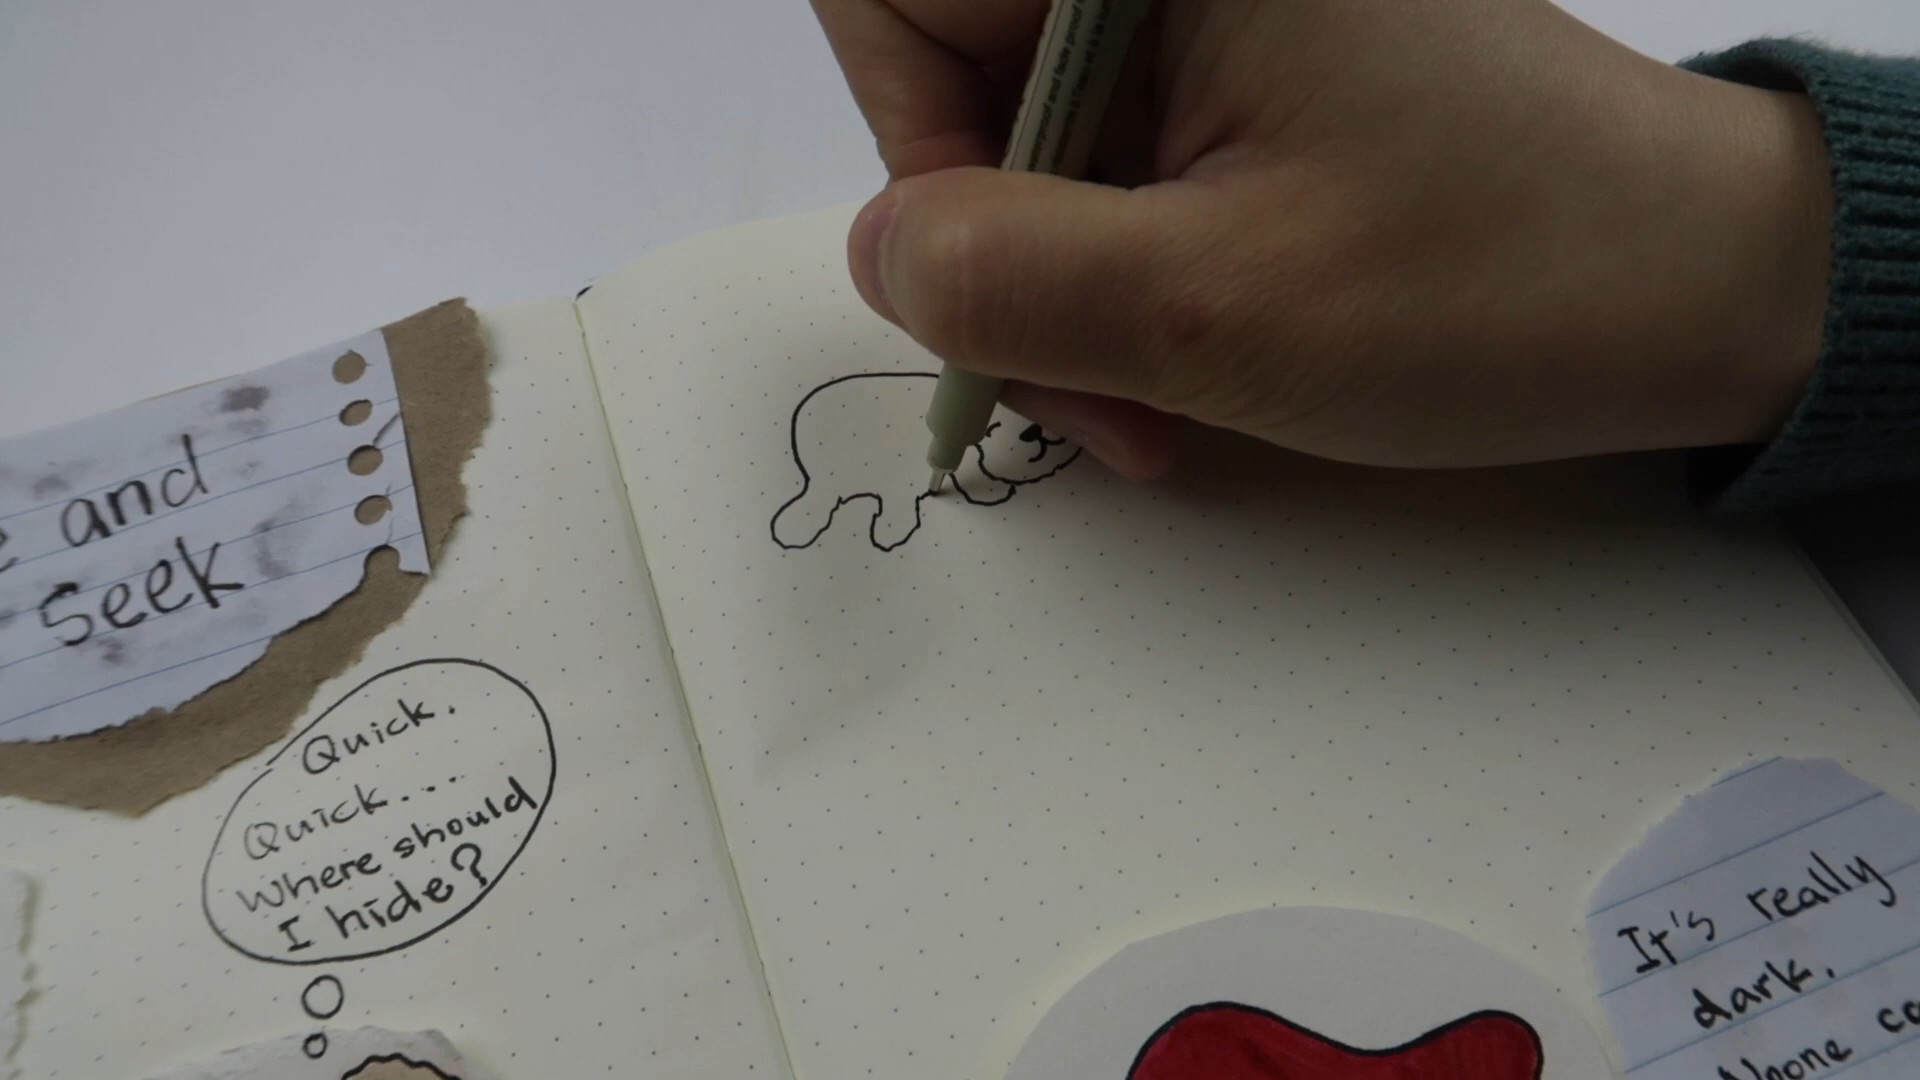 and
Seek
Quick.
Quick...
Where should
I hide?
It's really
dark.